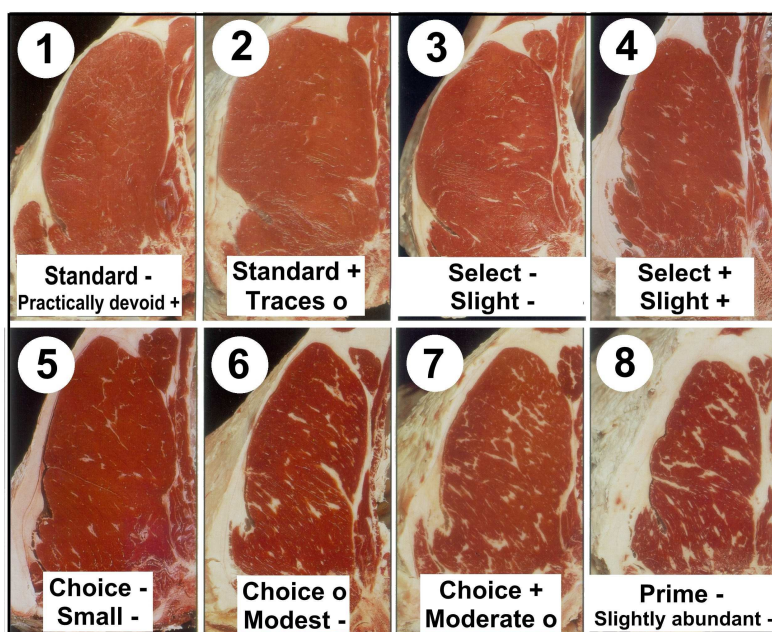 1
2
3
4
Standard -
Practically devoid +
Standard +
Traces o
Select -
Slight -
Select +
Slight +
5
6
7
8
Choice -
Small -
Choice o
Modest -
Choice +
Moderate o
Prime -
Slightly abundant -